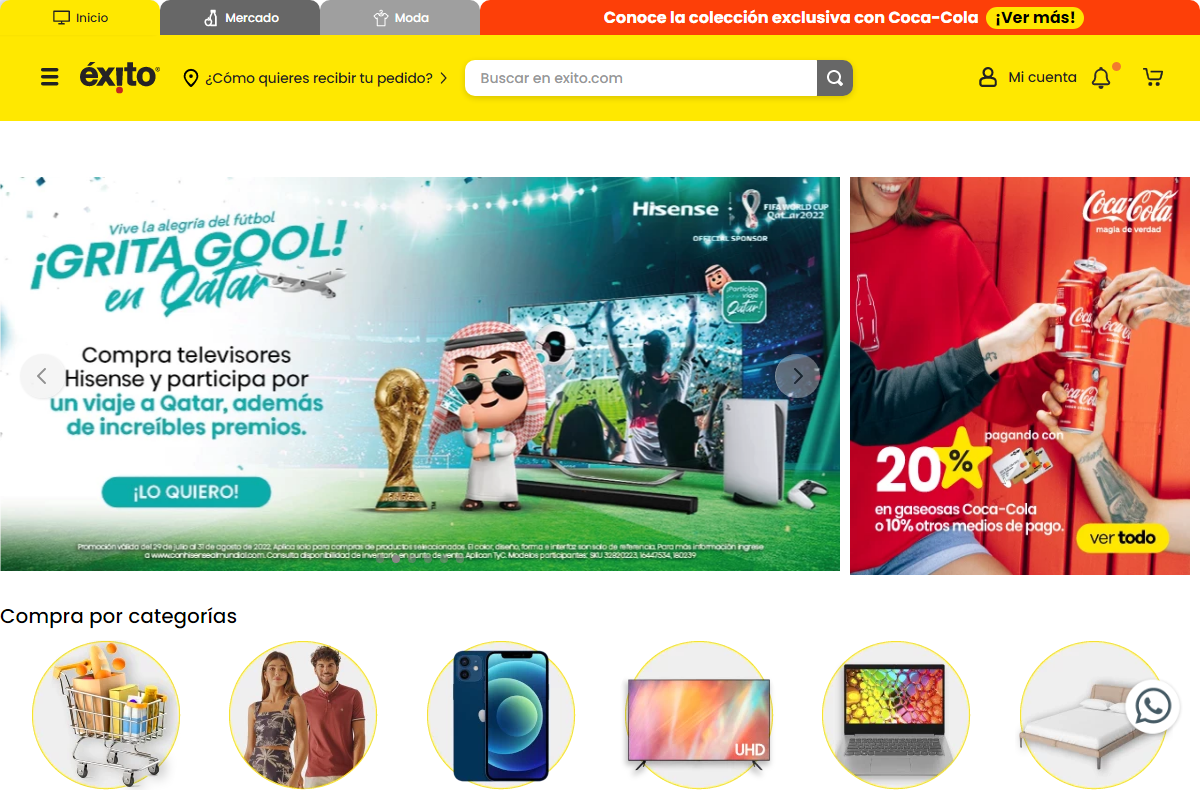 Inicio
Mercado
Moda
Conoce la colección exclusiva con Coca-Cola ¡Ver más!
éxito
¿Cómo quieres recibir tu pedido?
Buscar en exito.com
Mi cuenta
Vive la alegría del fútbol
¡GRITA GOOL!
en Qatar
Hisense
FIFA WORLD CUP
Qatar2022
OFFICIAL SPONSOR
¡Participa
viaje
Qatar!
Compra televisores
Hisense y participa por
un viaje a Qatar, además
de increíbles premios.
¡LO QUIERO!
Promoción válida del 29 de julio al 31 de agosto de 2022. Aplica solo para compras de productos seleccionados. El color, diseño, forma e interfaz son solo de referencia. Para más información ingrese
a www.conhisensealmundial.com. Consulta disponibilidad de inventario en punto de venta. Aplican TyC. Modelos participantes: SKU 32820223, 16447534, 180239
Coca-Cola
magia de verdad
pagando con
20%
en gaseosas Coca-Cola
o 10% otros medios de pago.
ver todo
Compra por categorías
UHD